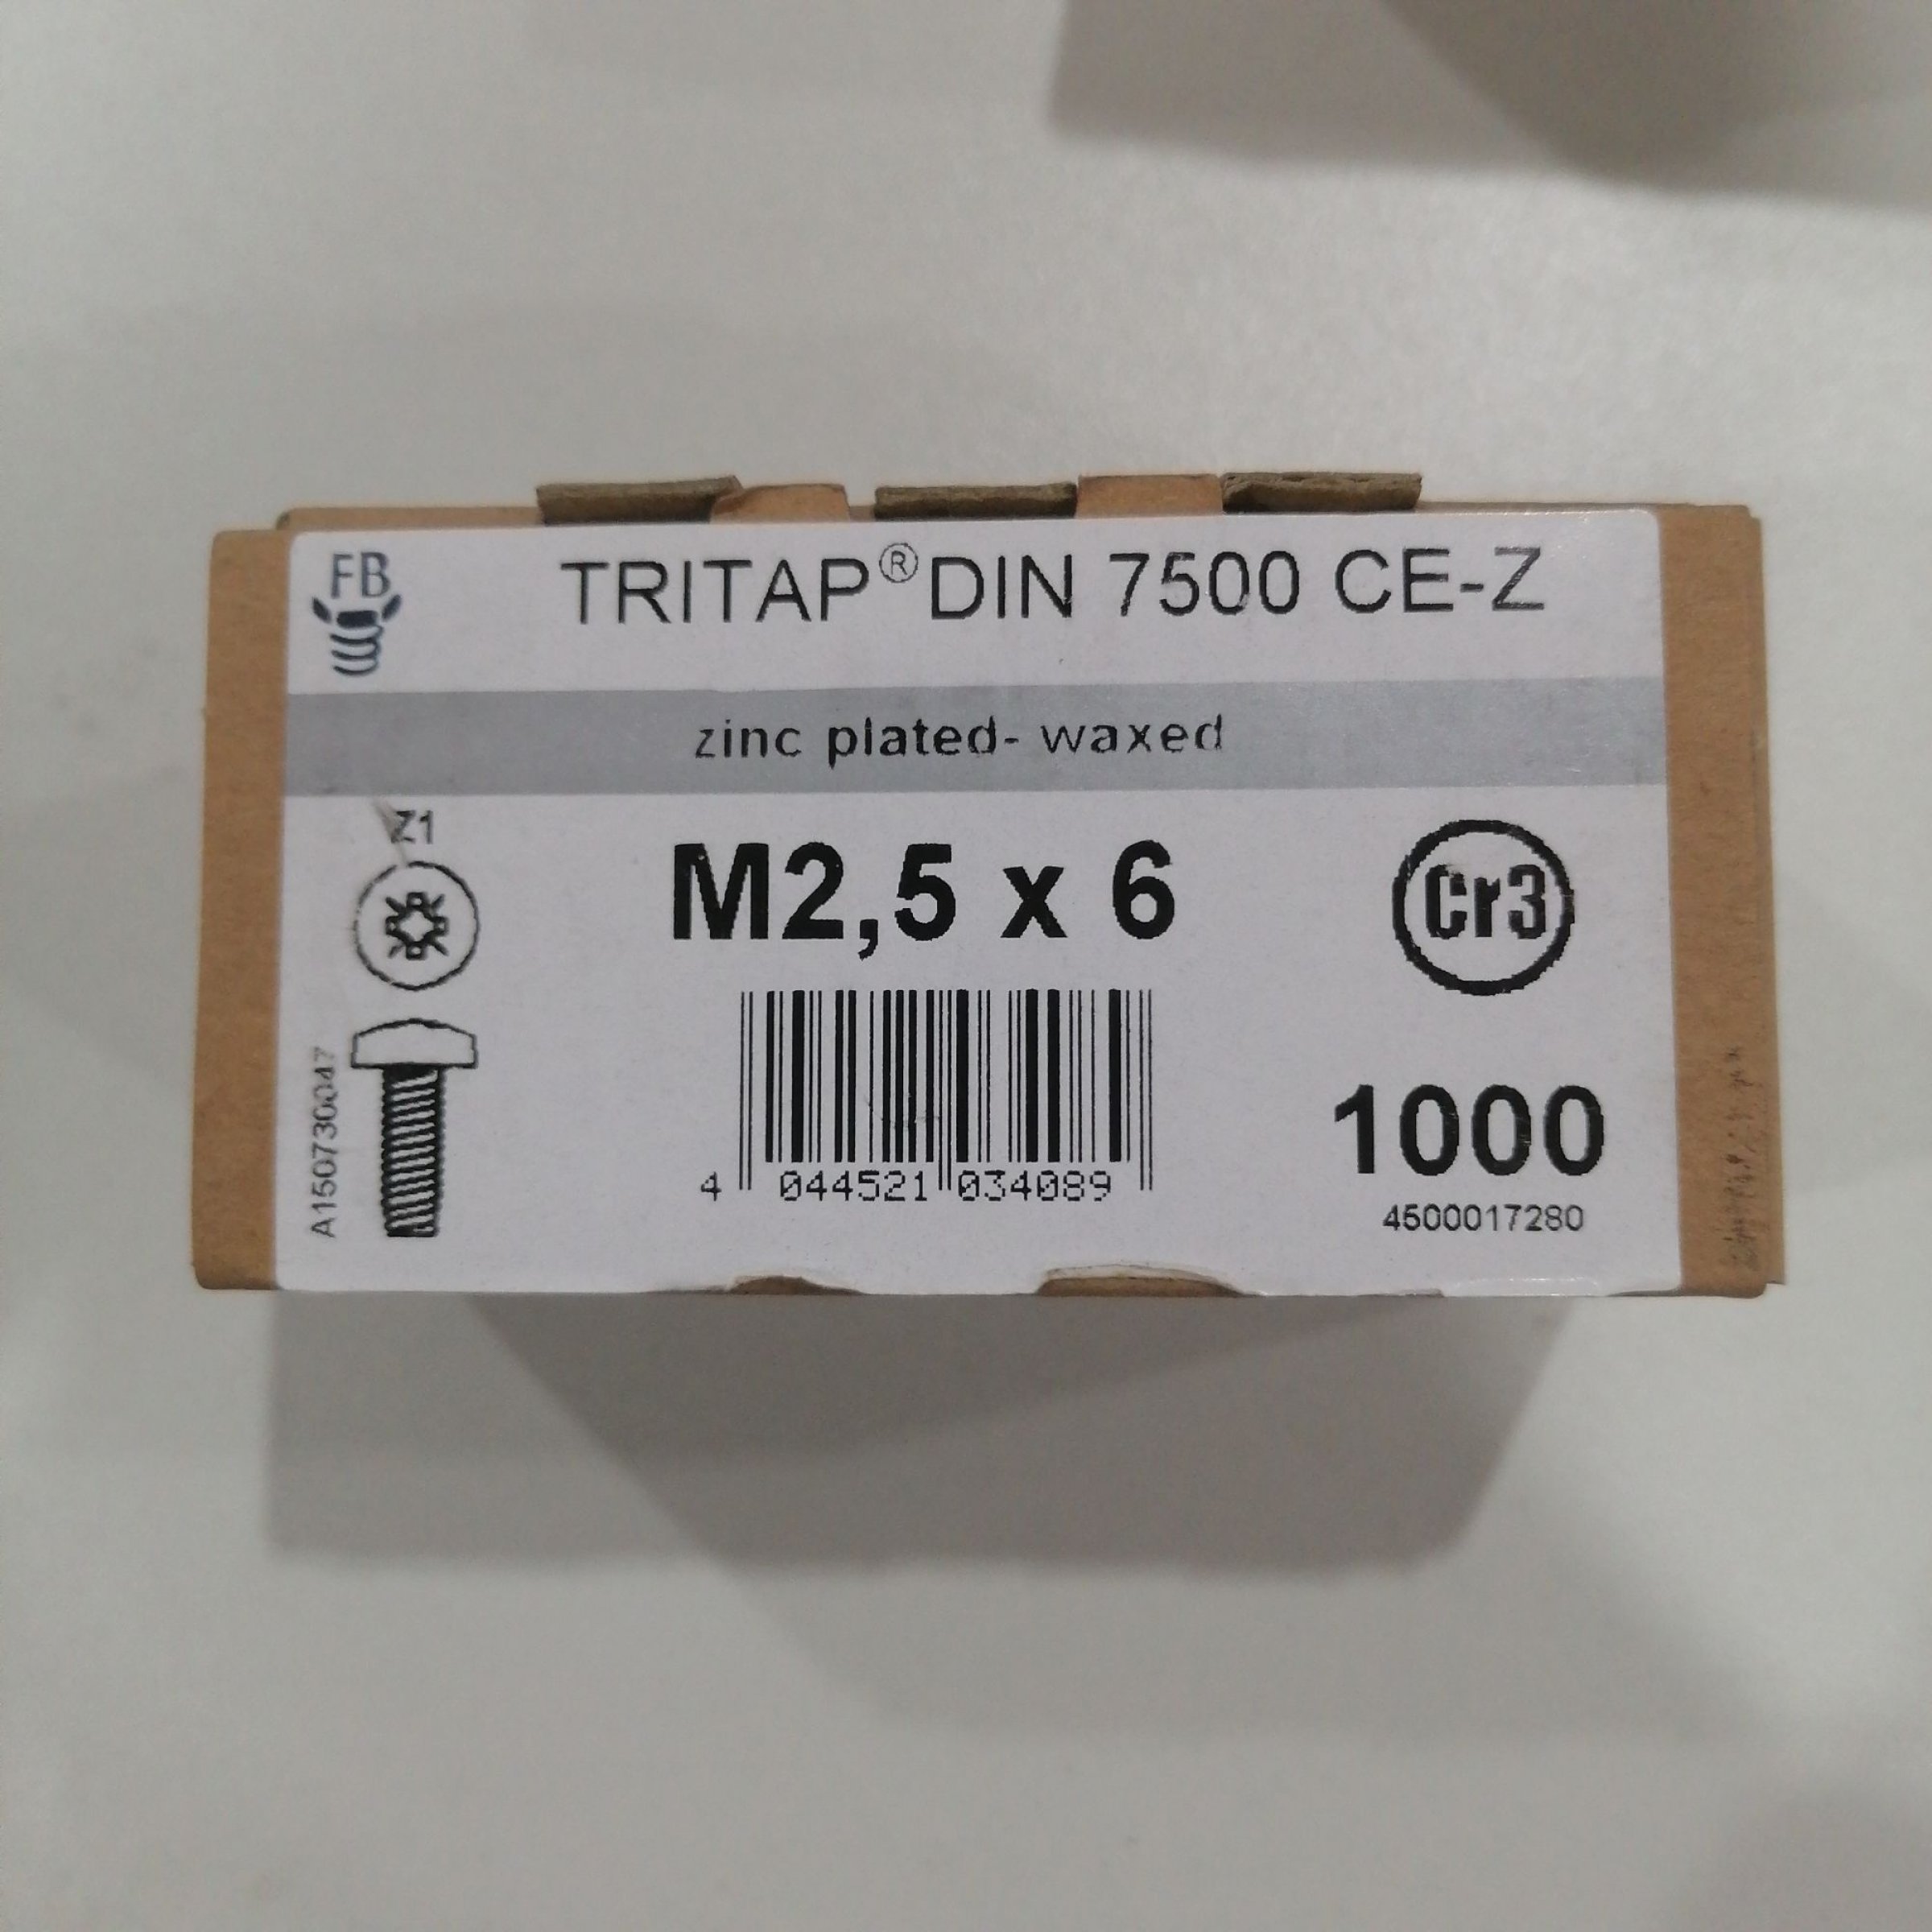 FB
TRITAP® DIN 7500 CE-Z
zinc plated- waxed
Z1
M2,5 x 6
Cr3
A150730047
4 044521 034089
1000
4500017280